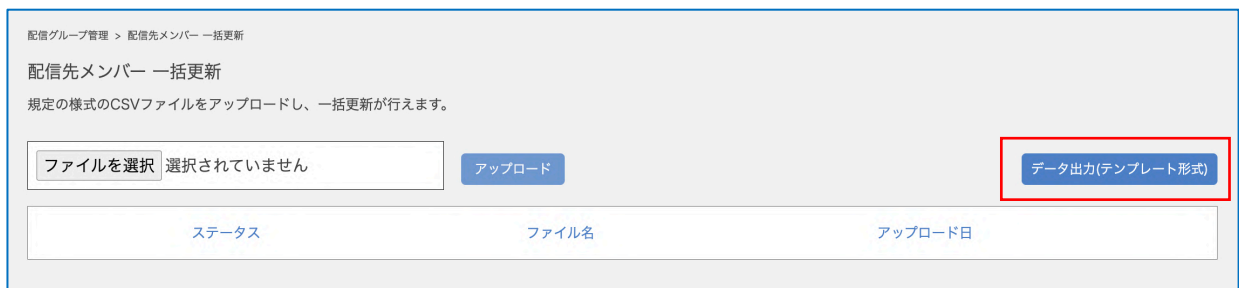 配信グループ管理 > 配信先メンバー 一括更新
配信先メンバー 一括更新
規定の様式のCSVファイルをアップロードし、一括更新が行えます。
ファイルを選択 選択されていません アップロード データ出力(テンプレート形式)
ステータス ファイル名 アップロード日